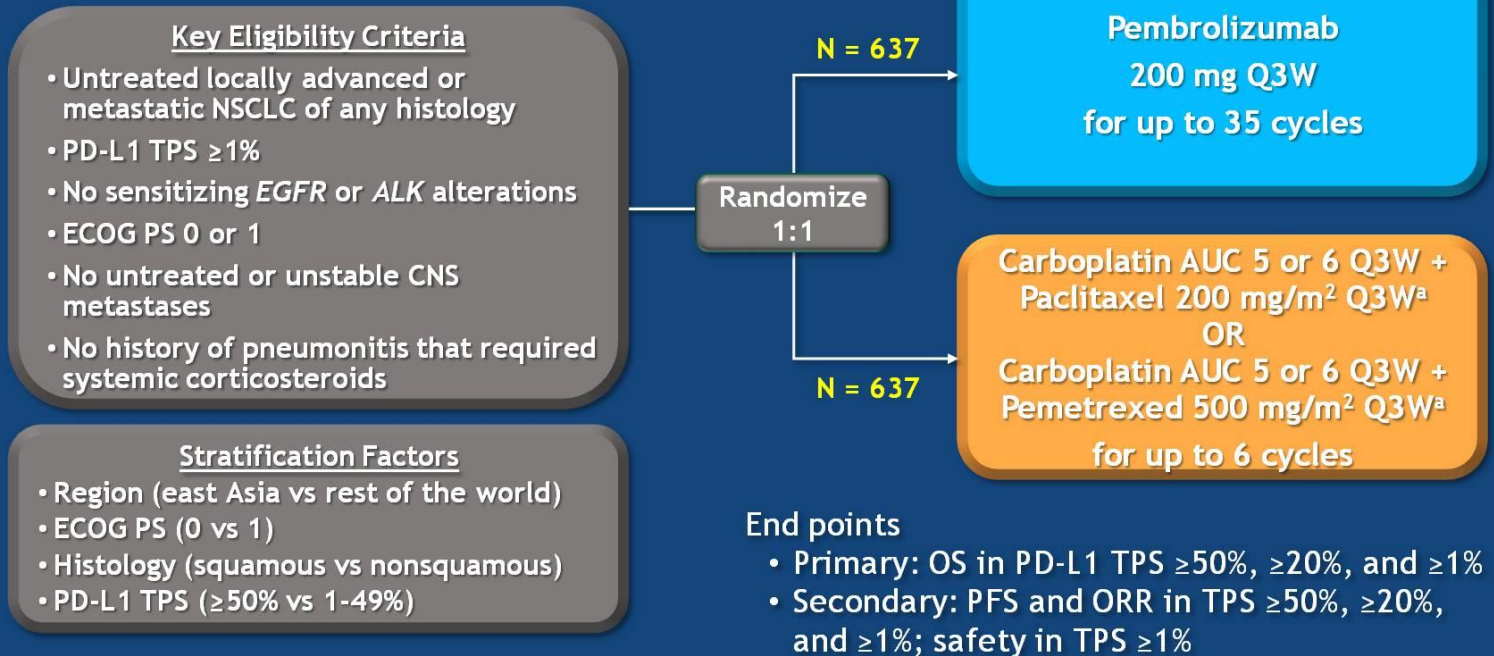 Key Eligibility Criteria
• Untreated locally advanced or
metastatic NSCLC of any histology
• PD-L1 TPS ≥1%
• No sensitizing EGFR or ALK alterations
• ECOG PS 0 or 1
• No untreated or unstable CNS
metastases
• No history of pneumonitis that required
systemic corticosteroids
Stratification Factors
• Region (east Asia vs rest of the world)
• ECOG PS (0 vs 1)
• Histology (squamous vs nonsquamous)
• PD-L1 TPS (≥50% vs 1-49%)
Randomize
1:1
N = 637
Pembrolizumab
200 mg Q3W
for up to 35 cycles
N = 637
Carboplatin AUC 5 or 6 Q3W +
Paclitaxel 200 mg/m² Q3Wᵃ
OR
Carboplatin AUC 5 or 6 Q3W +
Pemetrexed 500 mg/m² Q3Wᵃ
for up to 6 cycles
End points
• Primary: OS in PD-L1 TPS ≥50%, ≥20%, and ≥1%
• Secondary: PFS and ORR in TPS ≥50%, ≥20%,
and ≥1%; safety in TPS ≥1%